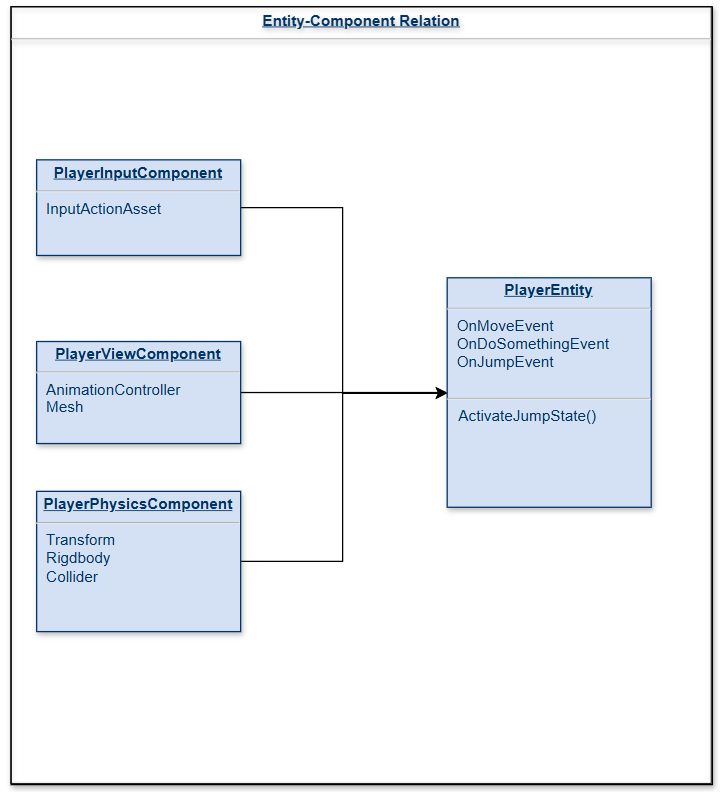 Entity-Component Relation
PlayerInputComponent
InputActionAsset
PlayerViewComponent
AnimationController
Mesh
PlayerPhysicsComponent
Transform
Rigdbody
Collider
PlayerEntity
OnMoveEvent
OnDoSomethingEvent
OnJumpEvent
ActivateJumpState()